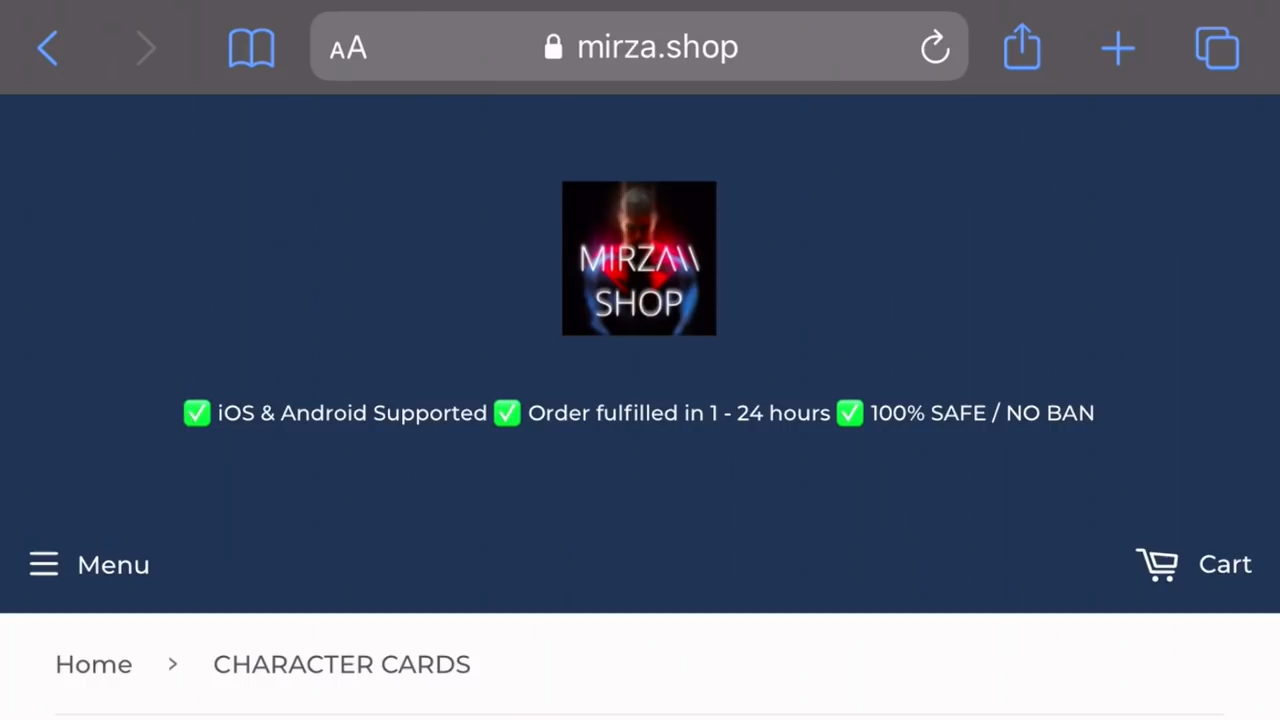 AA
mirza.shop
MIRZA\\
SHOP
✅ iOS & Android Supported ✅ Order fulfilled in 1 - 24 hours ✅ 100% SAFE / NO BAN
Menu
Cart
Home > CHARACTER CARDS